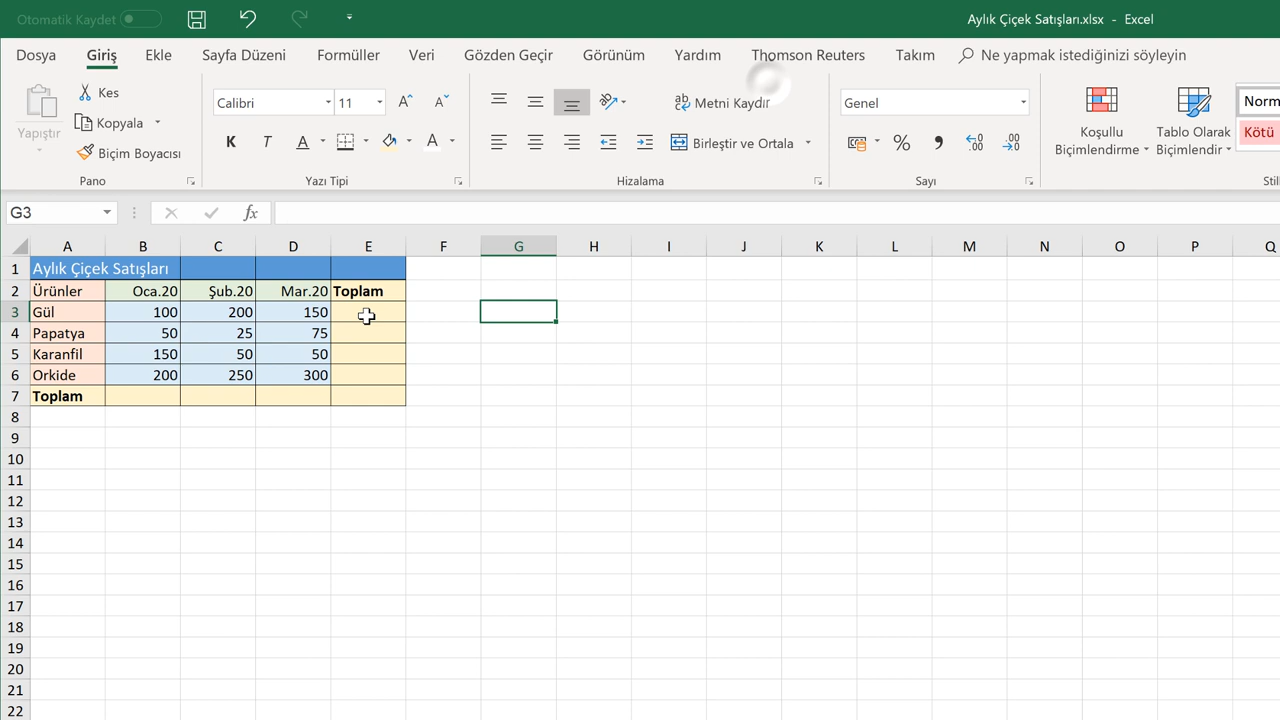 Otomatik Kaydet
Aylık Çiçek Satışları.xlsx - Excel
Dosya Giriş Ekle Sayfa Düzeni Formüller Veri Gözden Geçir Görünüm Yardım Thomson Reuters Takım Ne yapmak istediğinizi söyleyin
Yapıştır
Kes
Kopyala
Biçim Boyacısı
Pano
Calibri 11
K T A A
Yazı Tipi
Metni Kaydır
Birleştir ve Ortala
Hizalama
Genel
% 
Sayı
Koşullu Biçimlendirme
Tablo Olarak Biçimlendir
Norm
Kötü
Stil
G3 fx
A B C D E F G H I J K L M N O P Q
1 Aylık Çiçek Satışları
2 Ürünler Oca.20 Şub.20 Mar.20 Toplam
3 Gül 100 200 150
4 Papatya 50 25 75
5 Karanfil 150 50 50
6 Orkide 200 250 300
7 Toplam
8
9
10
11
12
13
14
15
16
17
18
19
20
21
22